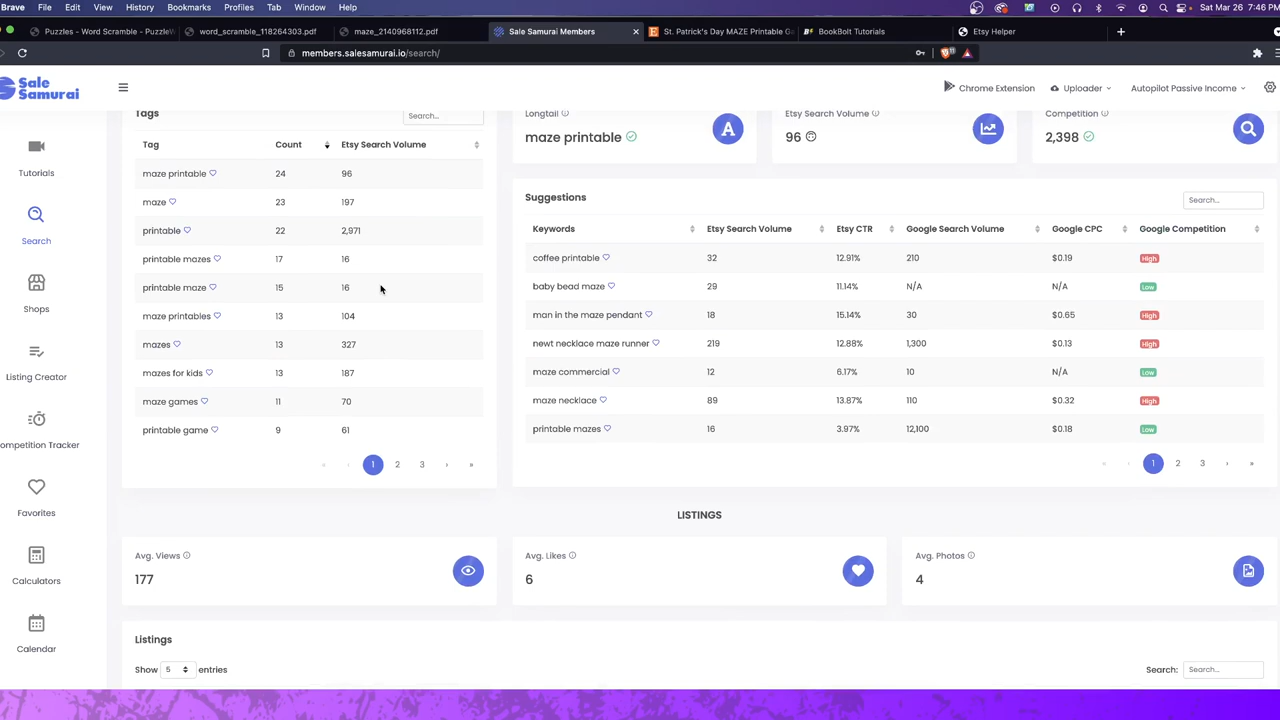 Brave File Edit View History Bookmarks Profiles Tab Window Help Sat Mar 26 7:46 P
Puzzles - Word Scramble - PuzzleW word_scramble_118264303.pdf maze_2140968112.pdf Sale Samurai Members St. Patrick's Day MAZE Printable G BookBolt Tutorials Etsy Helper
members.salesamurai.io/search/
Sale Samurai
Chrome Extension Uploader Autopilot Passive Income
Tutorials
Search
Shops
Listing Creator
ompetition Tracker
Favorites
Calculators
Calendar
Tags Search...
Tag Count Etsy Search Volume
maze printable 24 96
maze 23 197
printable 22 2,971
printable mazes 17 16
printable maze 15 16
maze printables 13 104
mazes 13 327
mazes for kids 13 187
maze games 11 70
printable game 9 61
« ‹ 1 2 3 › »
Longtail
maze printable
Etsy Search Volume
96
Competition
2,398
Suggestions Search...
Keywords Etsy Search Volume Etsy CTR Google Search Volume Google CPC Google Competition
coffee printable 32 12.91% 210 $0.19 High
baby bead maze 29 11.14% N/A N/A Low
man in the maze pendant 18 15.14% 30 $0.65 High
newt necklace maze runner 219 12.88% 1,300 $0.13 High
maze commercial 12 6.17% 10 N/A Low
maze necklace 89 13.87% 110 $0.32 High
printable mazes 16 3.97% 12,100 $0.18 Low
« ‹ 1 2 3 › »
LISTINGS
Avg. Views
177
Avg. Likes
6
Avg. Photos
4
Listings
Show 5 entries Search: Search...